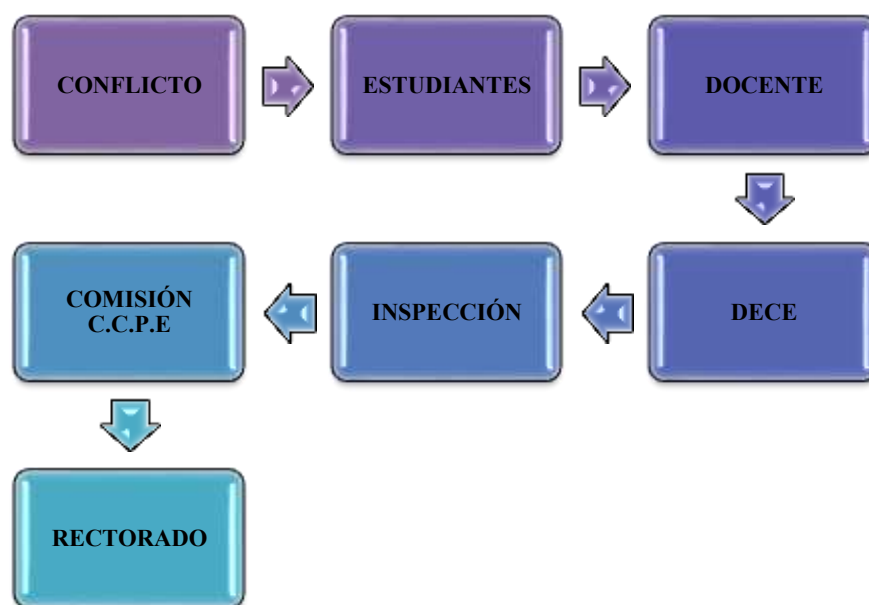 CONFLICTO
ESTUDIANTES
DOCENTE
DECE
INSPECCIÓN
COMISIÓN
C.C.P.E
RECTORADO